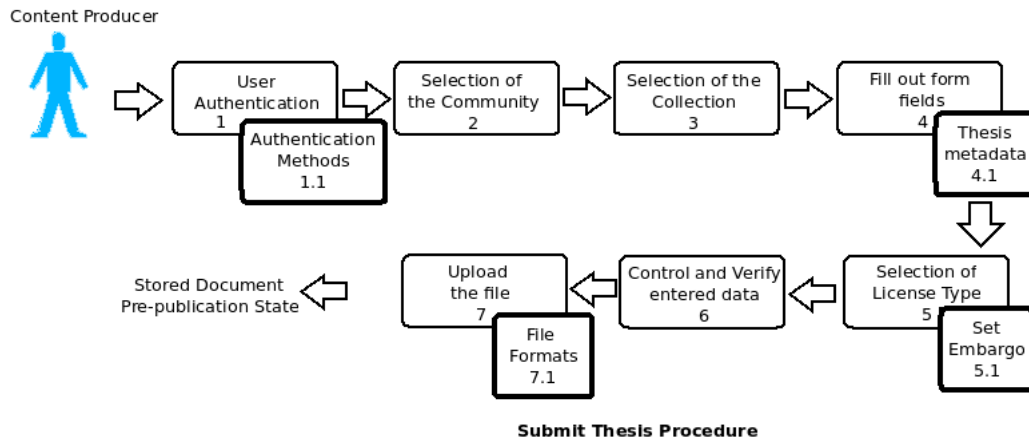 Content Producer
User
Authentication
1
Authentication
Methods
1.1
Selection of
the Community
2
Selection of the
Collection
3
Fill out form
fields
4
Thesis
metadata
4.1
Selection of
License Type
5
Set
Embargo
5.1
Control and Verify
entered data
6
Upload
the file
7
File
Formats
7.1
Stored Document
Pre-publication State
Submit Thesis Procedure